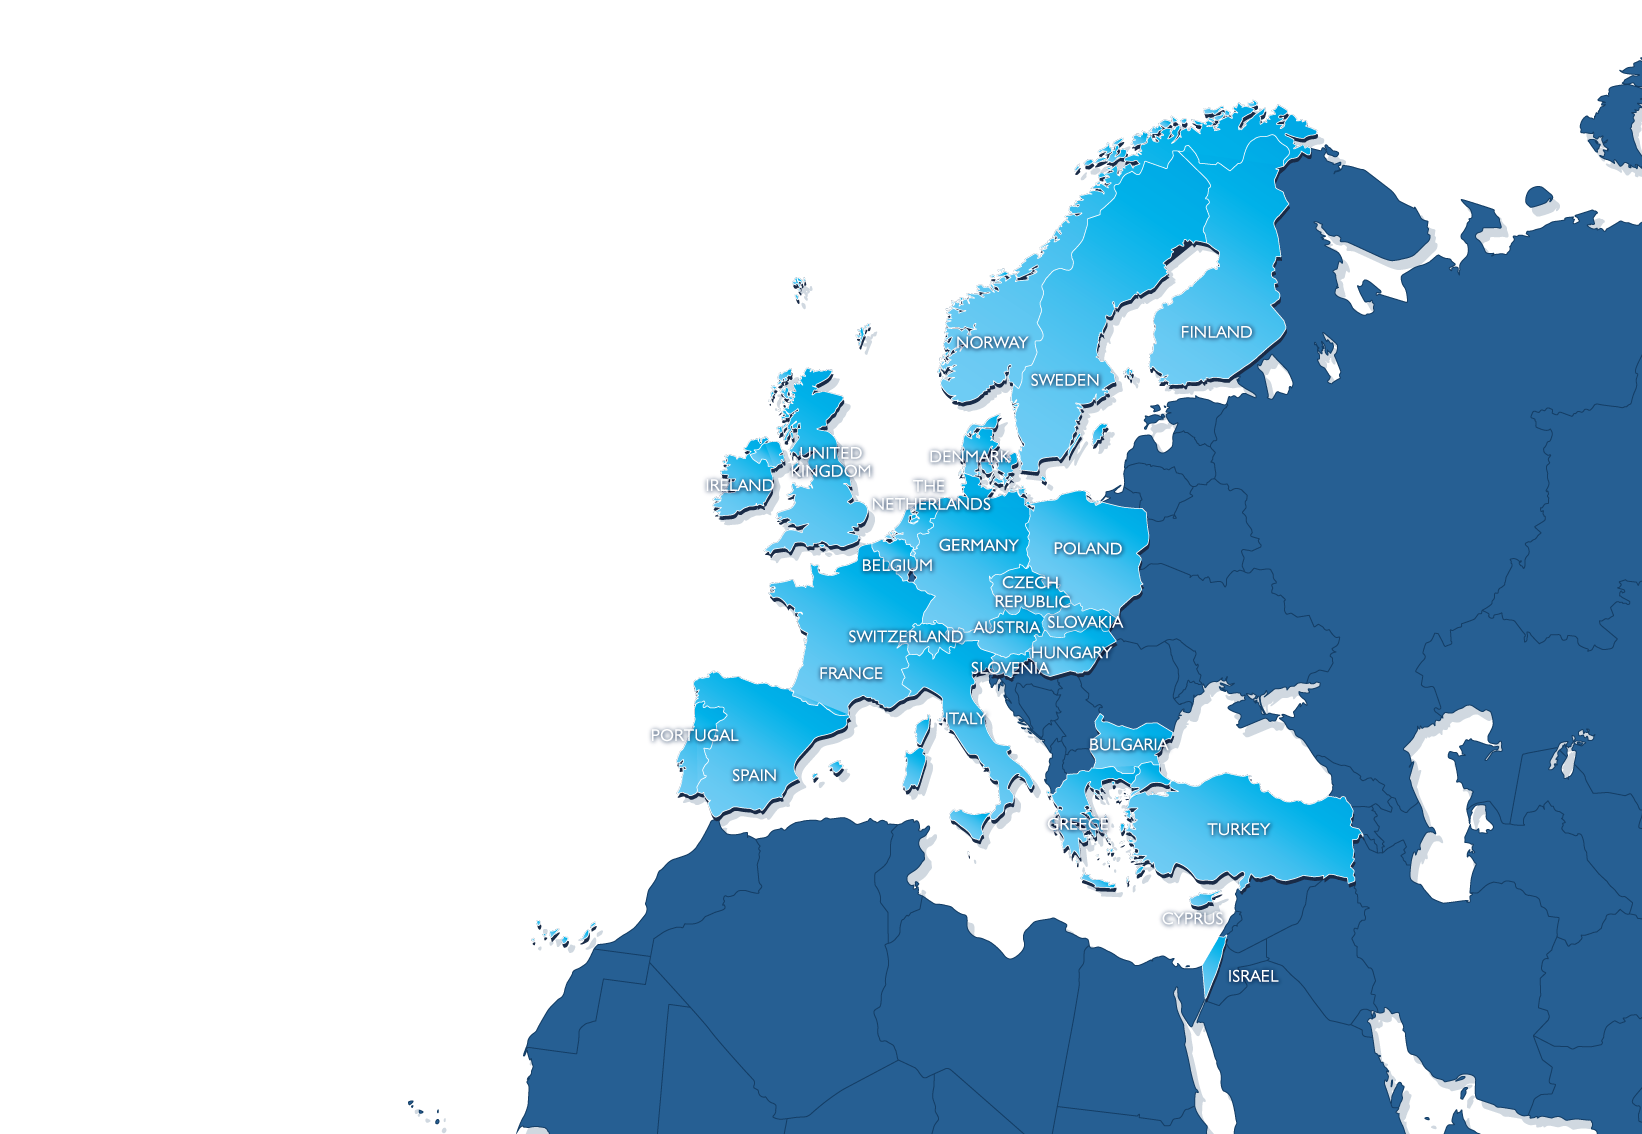 NORWAY
FINLAND
SWEDEN
UNITED
KINGDOM
DENMARK
IRELAND
THE
NETHERLANDS
GERMANY
POLAND
BELGIUM
CZECH
REPUBLIC
SLOVAKIA
AUSTRIA
SWITZERLAND
HUNGARY
SLOVENIA
FRANCE
ITALY
PORTUGAL
BULGARIA
SPAIN
GREECE
TURKEY
CYPRUS
ISRAEL